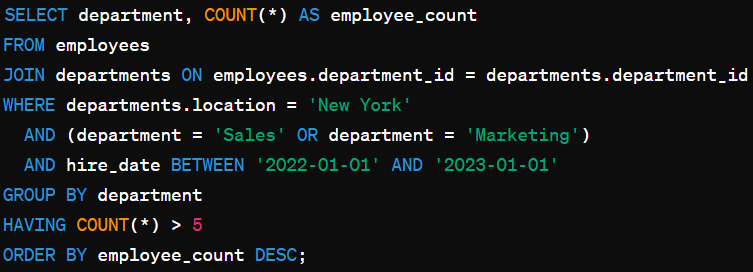 SELECT department, COUNT(*) AS employee_count
FROM employees
JOIN departments ON employees.department_id = departments.department_id
WHERE departments.location = 'New York'
  AND (department = 'Sales' OR department = 'Marketing')
  AND hire_date BETWEEN '2022-01-01' AND '2023-01-01'
GROUP BY department
HAVING COUNT(*) > 5
ORDER BY employee_count DESC;